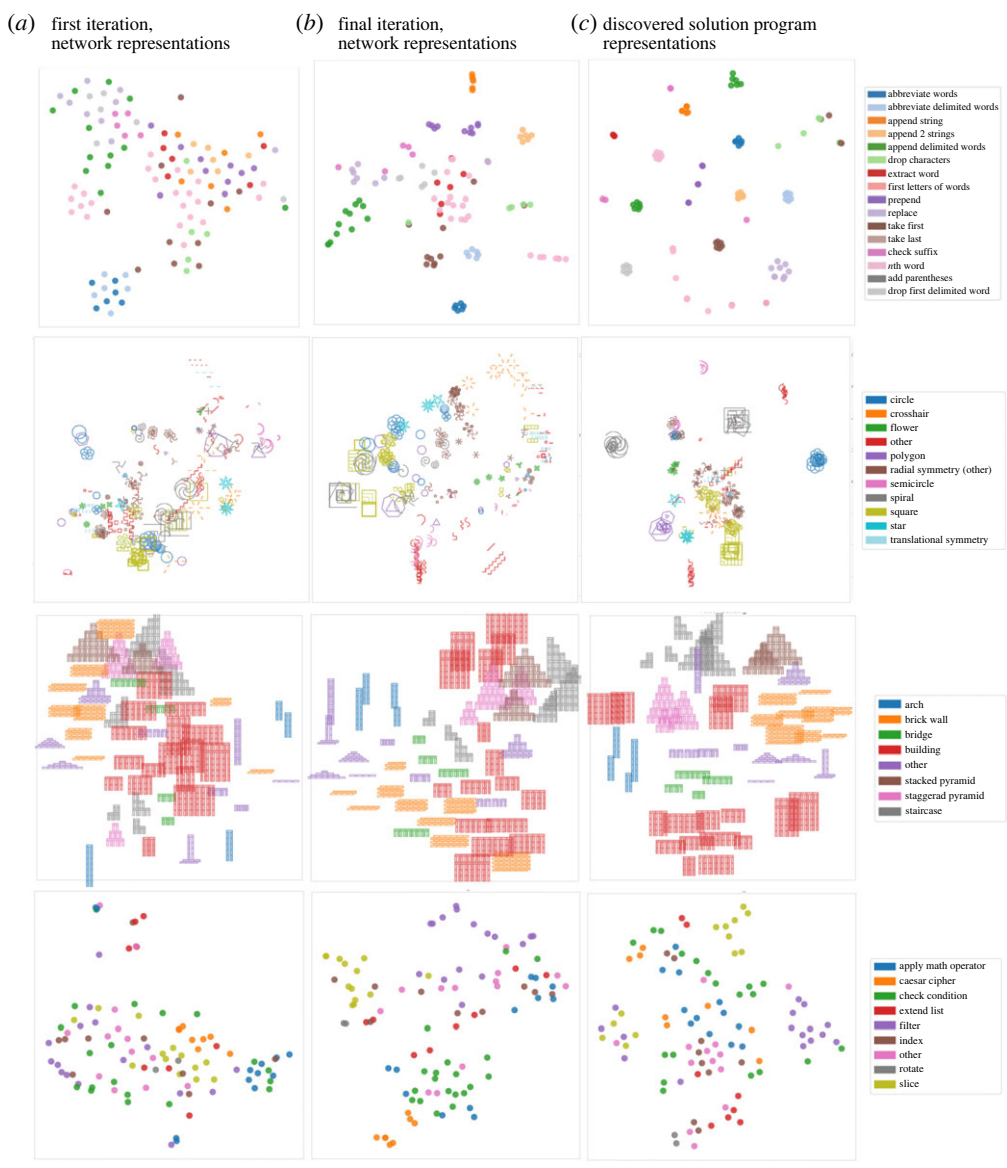 (a) first iteration,
network representations
(b) final iteration,
network representations
(c) discovered solution program
representations
abbreviate words
abbreviate delimited words
append string
append 2 strings
append delimited words
drop characters
extract word
first letters of words
prepend
replace
take first
take last
check suffix
nth word
add parentheses
drop first delimited word
circle
crosshair
flower
other
polygon
radial symmetry (other)
semicircle
spiral
square
star
translational symmetry
arch
brick wall
bridge
building
other
stacked pyramid
staggerad pyramid
staircase
apply math operator
caesar cipher
check condition
extend list
filter
index
other
rotate
slice